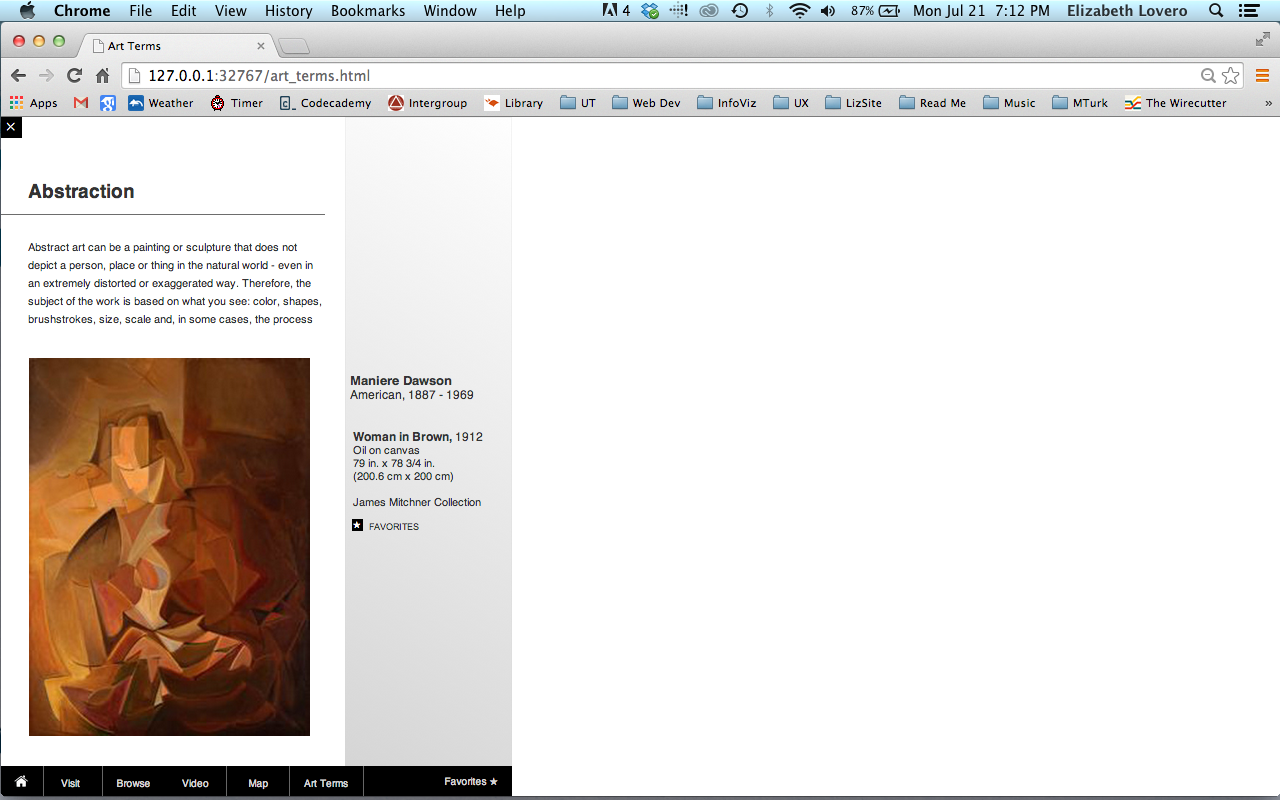 Chrome File Edit View History Bookmarks Window Help 4 87% Mon Jul 21 7:12 PM Elizabeth Lovero
Art Terms
127.0.0.1:32767/art_terms.html
Apps Weather Timer Codecademy Intergroup Library UT Web Dev InfoViz UX LizSite Read Me Music MTurk The Wirecutter »
Abstraction
Abstract art can be a painting or sculpture that does not
depict a person, place or thing in the natural world - even in
an extremely distorted or exaggerated way. Therefore, the
subject of the work is based on what you see: color, shapes,
brushstrokes, size, scale and, in some cases, the process
Maniere Dawson
American, 1887 - 1969
Woman in Brown, 1912
Oil on canvas
79 in. x 78 3/4 in.
(200.6 cm x 200 cm)
James Mitchner Collection
FAVORITES
Visit Browse Video Map Art Terms Favorites ★